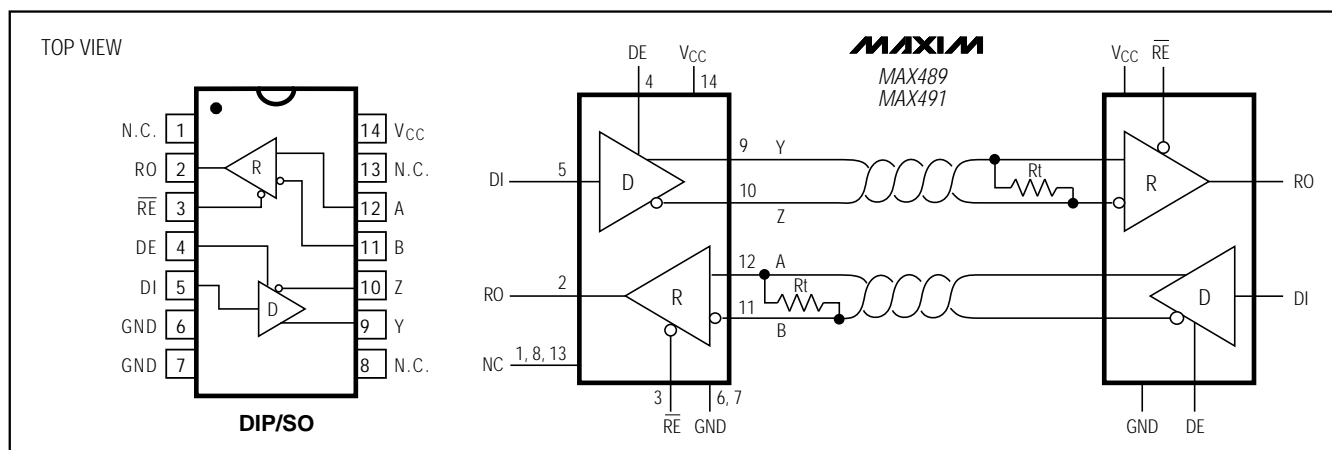 TOP VIEW
N.C. 1
RO 2
RE 3
DE 4
DI 5
GND 6
GND 7
14 VCC
13 N.C.
12 A
11 B
10 Z
9 Y
8 N.C.
R
D
DIP/SO
MAXIM
MAX489
MAX491
DE
4
VCC
14
DI
5
D
9 Y
10
Z
Rt
RO
2
R
12 A
11
B
Rt
NC
1, 8, 13
3
RE
6, 7
GND
VCC
RE
R
RO
D
DI
GND
DE